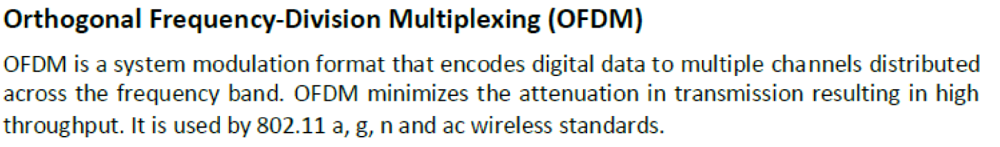 Orthogonal Frequency-Division Multiplexing (OFDM)
OFDM is a system modulation format that encodes digital data to multiple channels distributed
across the frequency band. OFDM minimizes the attenuation in transmission resulting in high
throughput. It is used by 802.11 a, g, n and ac wireless standards.